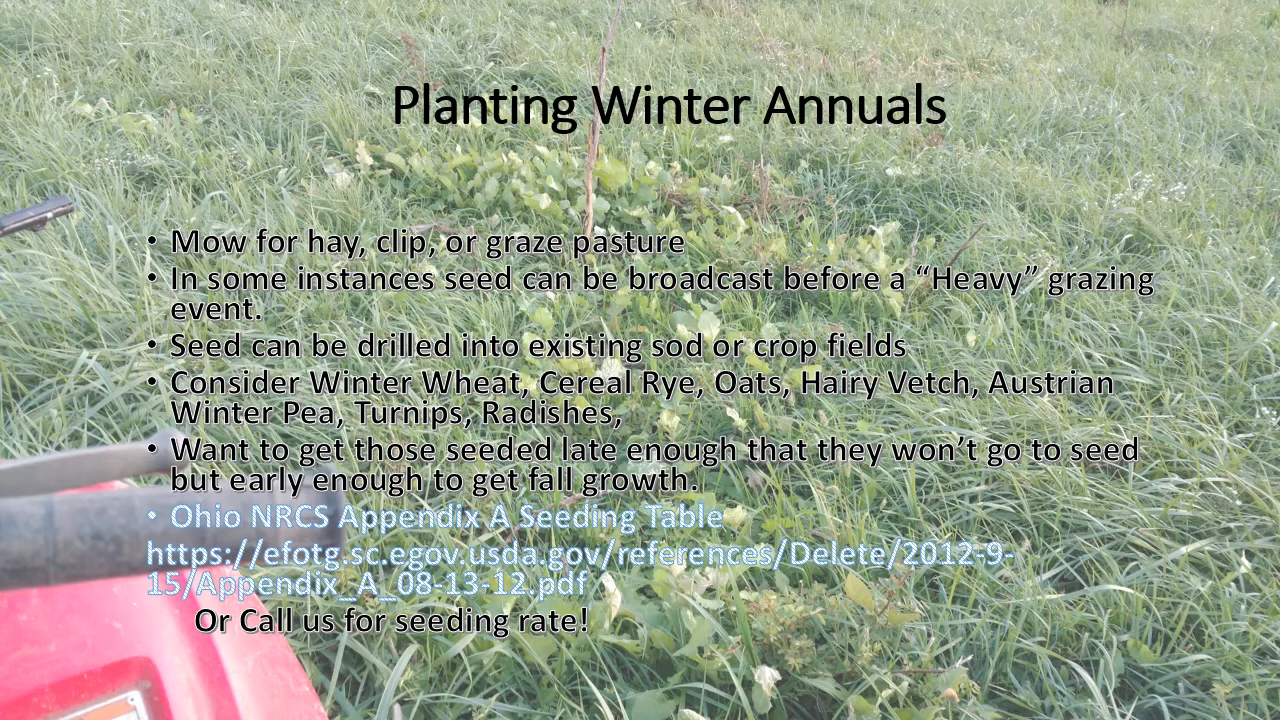 Planting Winter Annuals
• Mow for hay, clip, or graze pasture
• In some instances seed can be broadcast before a “Heavy” grazing
event.
• Seed can be drilled into existing sod or crop fields
• Consider Winter Wheat, Cereal Rye, Oats, Hairy Vetch, Austrian
Winter Pea, Turnips, Radishes,
• Want to get those seeded late enough that they won’t go to seed
but early enough to get fall growth.
• Ohio NRCS Appendix A Seeding Table
https://efotg.sc.egov.usda.gov/references/Delete/2012-9-
15/Appendix_A_08-13-12.pdf
Or Call us for seeding rate!